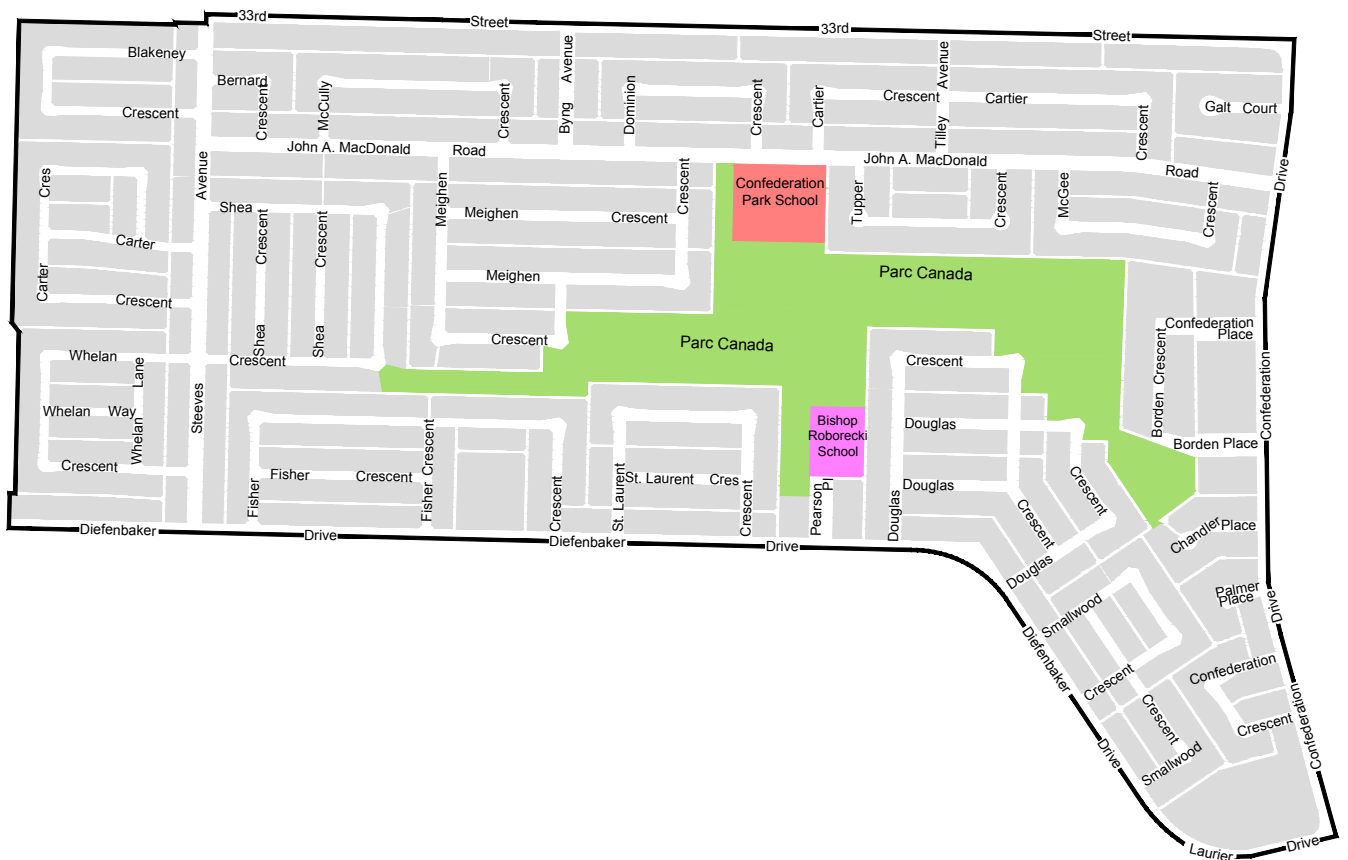 33rd
Street
33rd
Street
Blakeney
Crescent
Bernard
Crescent
McCully
Crescent
Byng
Avenue
Dominion
Crescent
Cartier
Crescent
Tilley
Avenue
Cartier
Crescent
Galt Court
John A. MacDonald
Road
John A. MacDonald
Road
Drive
Avenue
Cres
Carter
Carter
Crescent
Shea
Crescent
Crescent
Shea
Shea
Crescent
Meighen
Meighen
Crescent
Crescent
Meighen
Crescent
Confederation
Park School
Tupper
Crescent
McGee
Crescent
Parc Canada
Parc Canada
Confederation
Place
Borden Crescent
Borden Place
Confederation
Whelan
Lane
Whelan Way
Whelan
Crescent
Steeves
Fisher
Fisher
Crescent
Fisher Crescent
Crescent
St. Laurent
St. Laurent Cres
Crescent
Bishop
Roborecki
School
Pearson
Pl
Crescent
Douglas
Douglas
Douglas
Crescent
Crescent
Douglas
Chandler Place
Palmer
Place
Drive
Diefenbaker
Drive
Diefenbaker
Drive
Diefenbaker
Drive
Smallwood
Crescent
Crescent
Smallwood
Confederation
Crescent
Confederation
Laurier
Drive